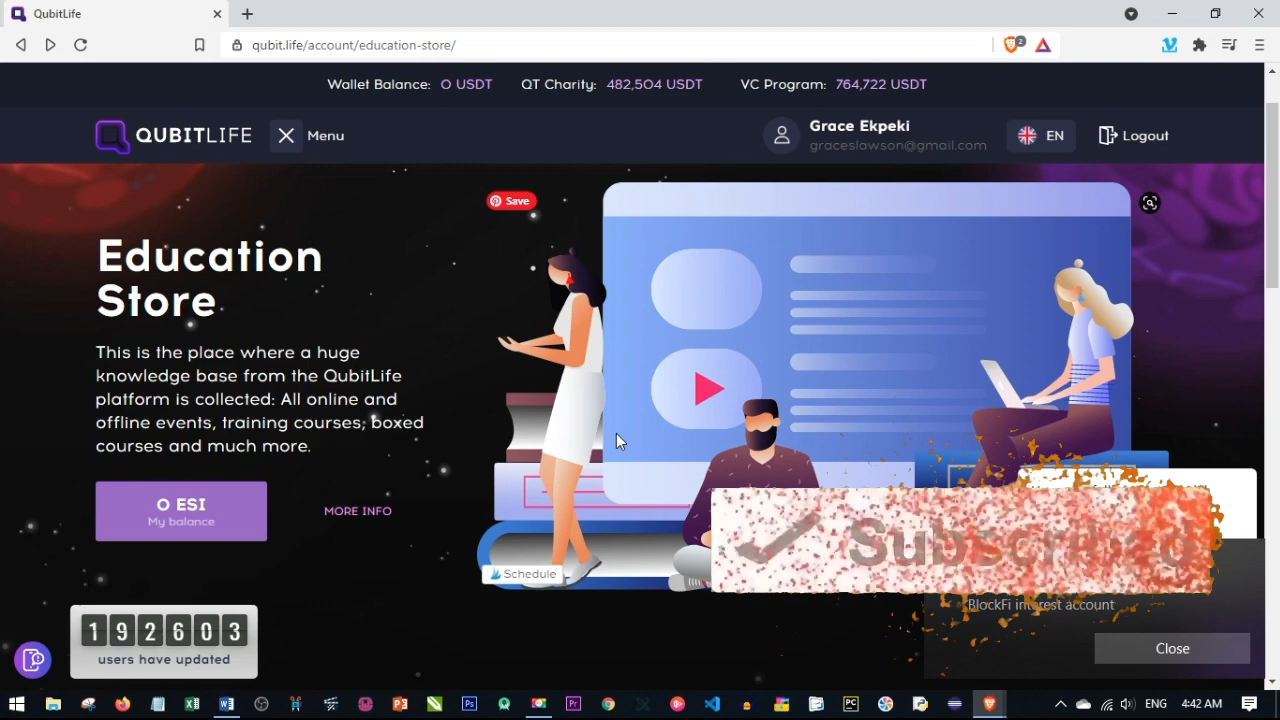 QubitLife
qubit.life/account/education-store/
2
Wallet Balance: 0 USDT QT Charity: 482,504 USDT VC Program: 764,722 USDT
QUBITLIFE Menu
Grace Ekpeki
graceslawson@gmail.com
EN Logout
Save
Education
Store
This is the place where a huge
knowledge base from the QubitLife
platform is collected: All online and
offline events, training courses, boxed
courses and much more.
0 ESI
My balance
MORE INFO
Schedule
Subscribed
BlockFi interest account
Close
192603
users have updated
ENG 4:42 AM